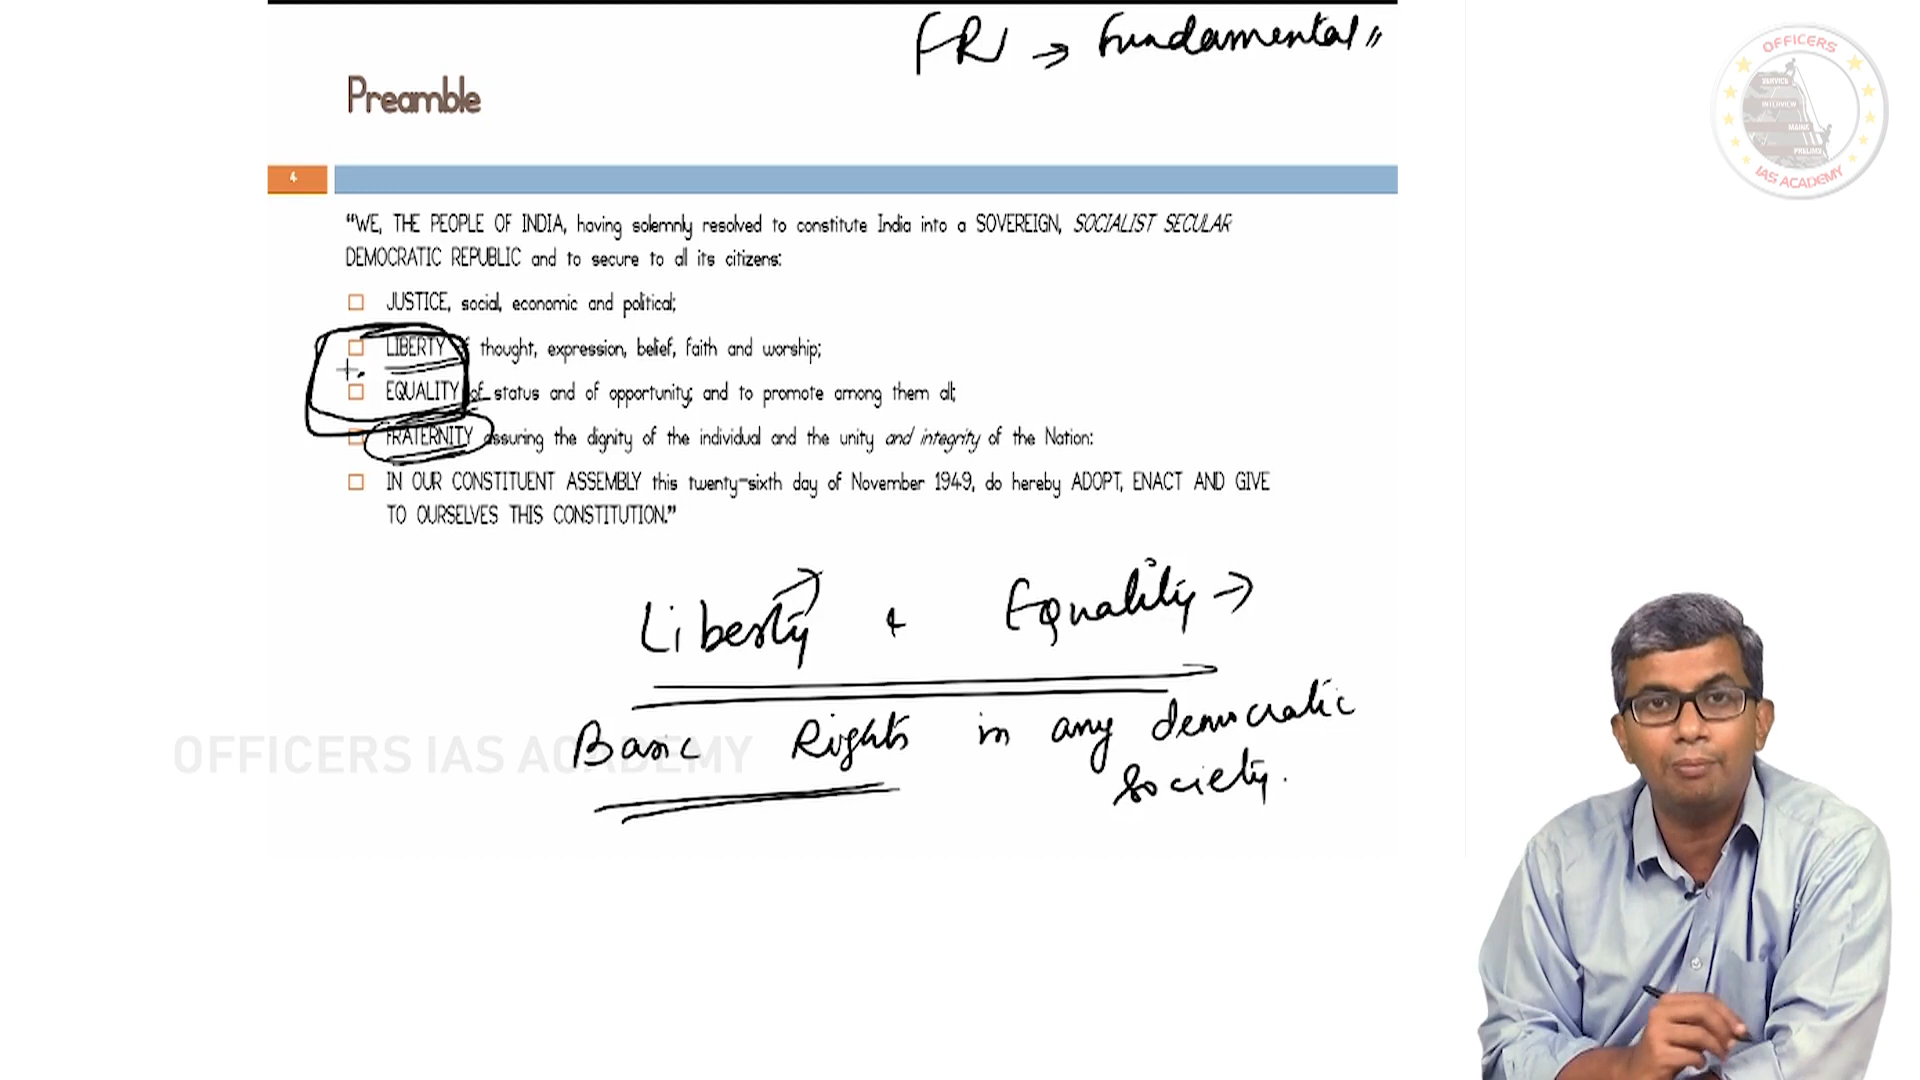 FR → Fundamental
Preamble
4
“WE, THE PEOPLE OF INDIA, having solemnly resolved to constitute India into a SOVEREIGN, SOCIALIST SECULAR
DEMOCRATIC REPUBLIC and to secure to all its citizens:
JUSTICE, social, economic and political;
LIBERTY of thought, expression, belief, faith and worship;
EQUALITY of status and of opportunity; and to promote among them all;
FRATERNITY assuring the dignity of the individual and the unity and integrity of the Nation:
IN OUR CONSTITUENT ASSEMBLY this twenty-sixth day of November 1949, do hereby ADOPT, ENACT AND GIVE
TO OURSELVES THIS CONSTITUTION.”
Liberty & Equality →
Basic Rights in any democratic
Society.
OFFICERS IAS ACADEMY
OFFICERS
SERVICE
INTERVIEW
MAINS
PRELIMS
IAS ACADEMY